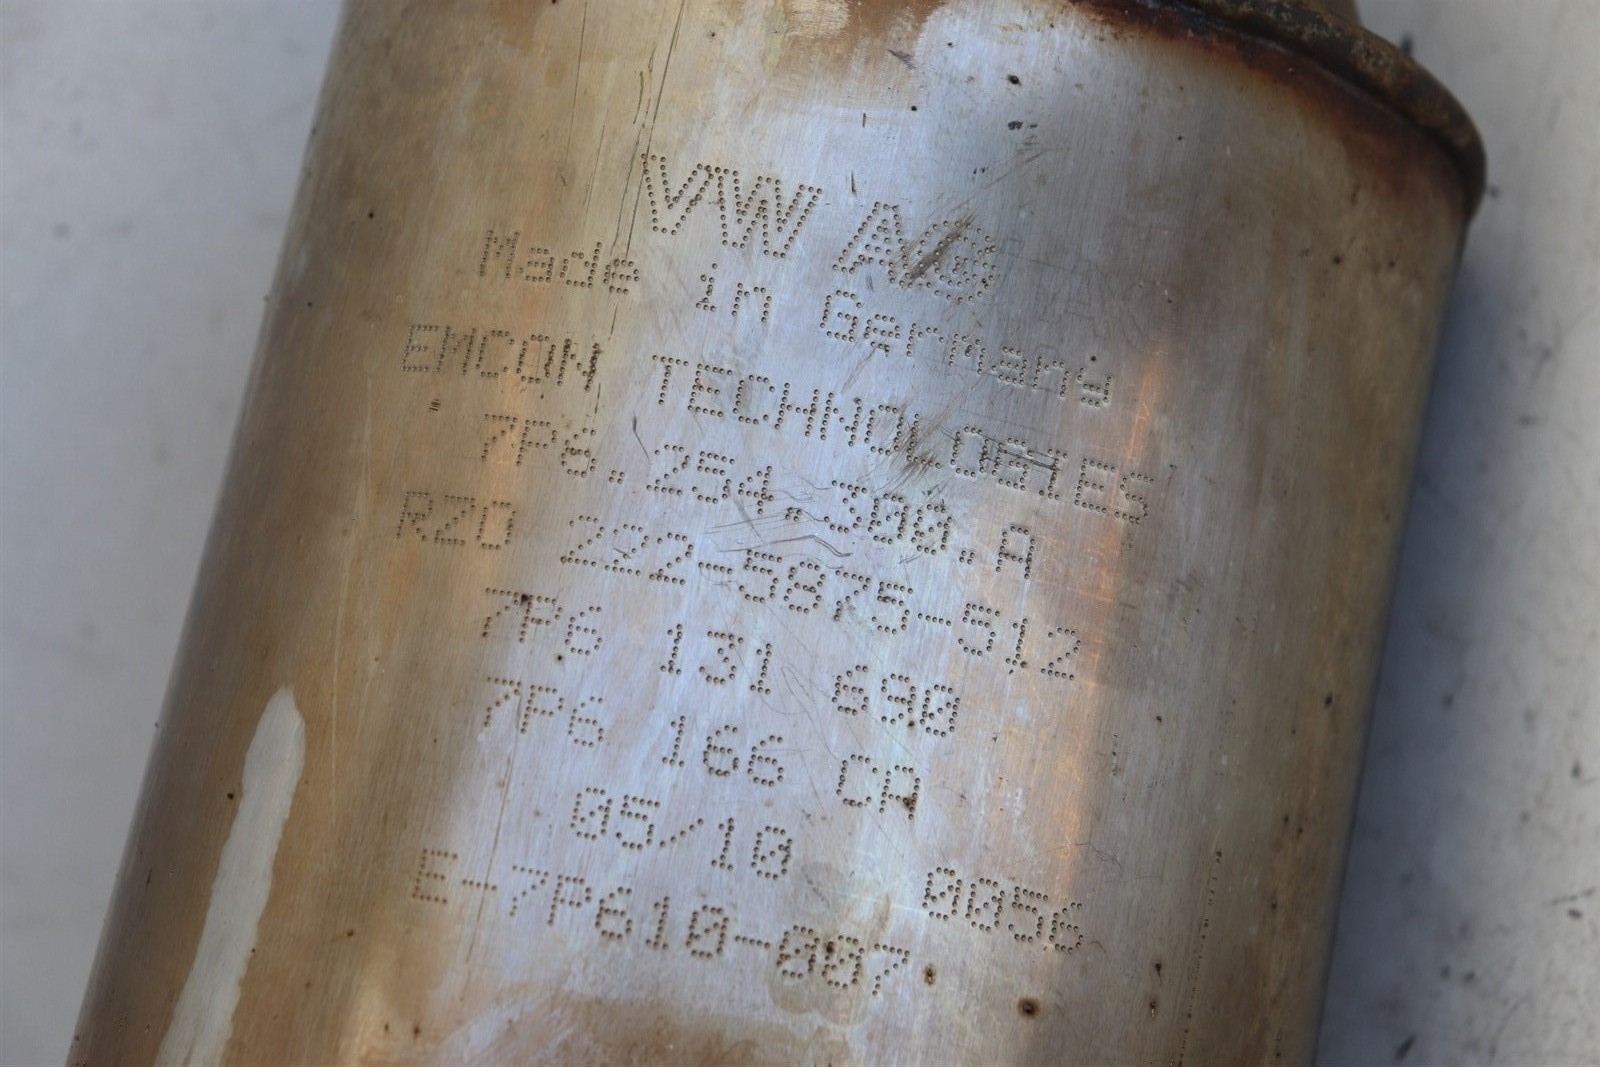 VW AG
Made in Germany
EMCON TECHNOLOGIES
7P6.254.300.A
RZO 222-5875-512
7P6 131 690
7P6 166 CA
05/10 0056
E-7P610-007